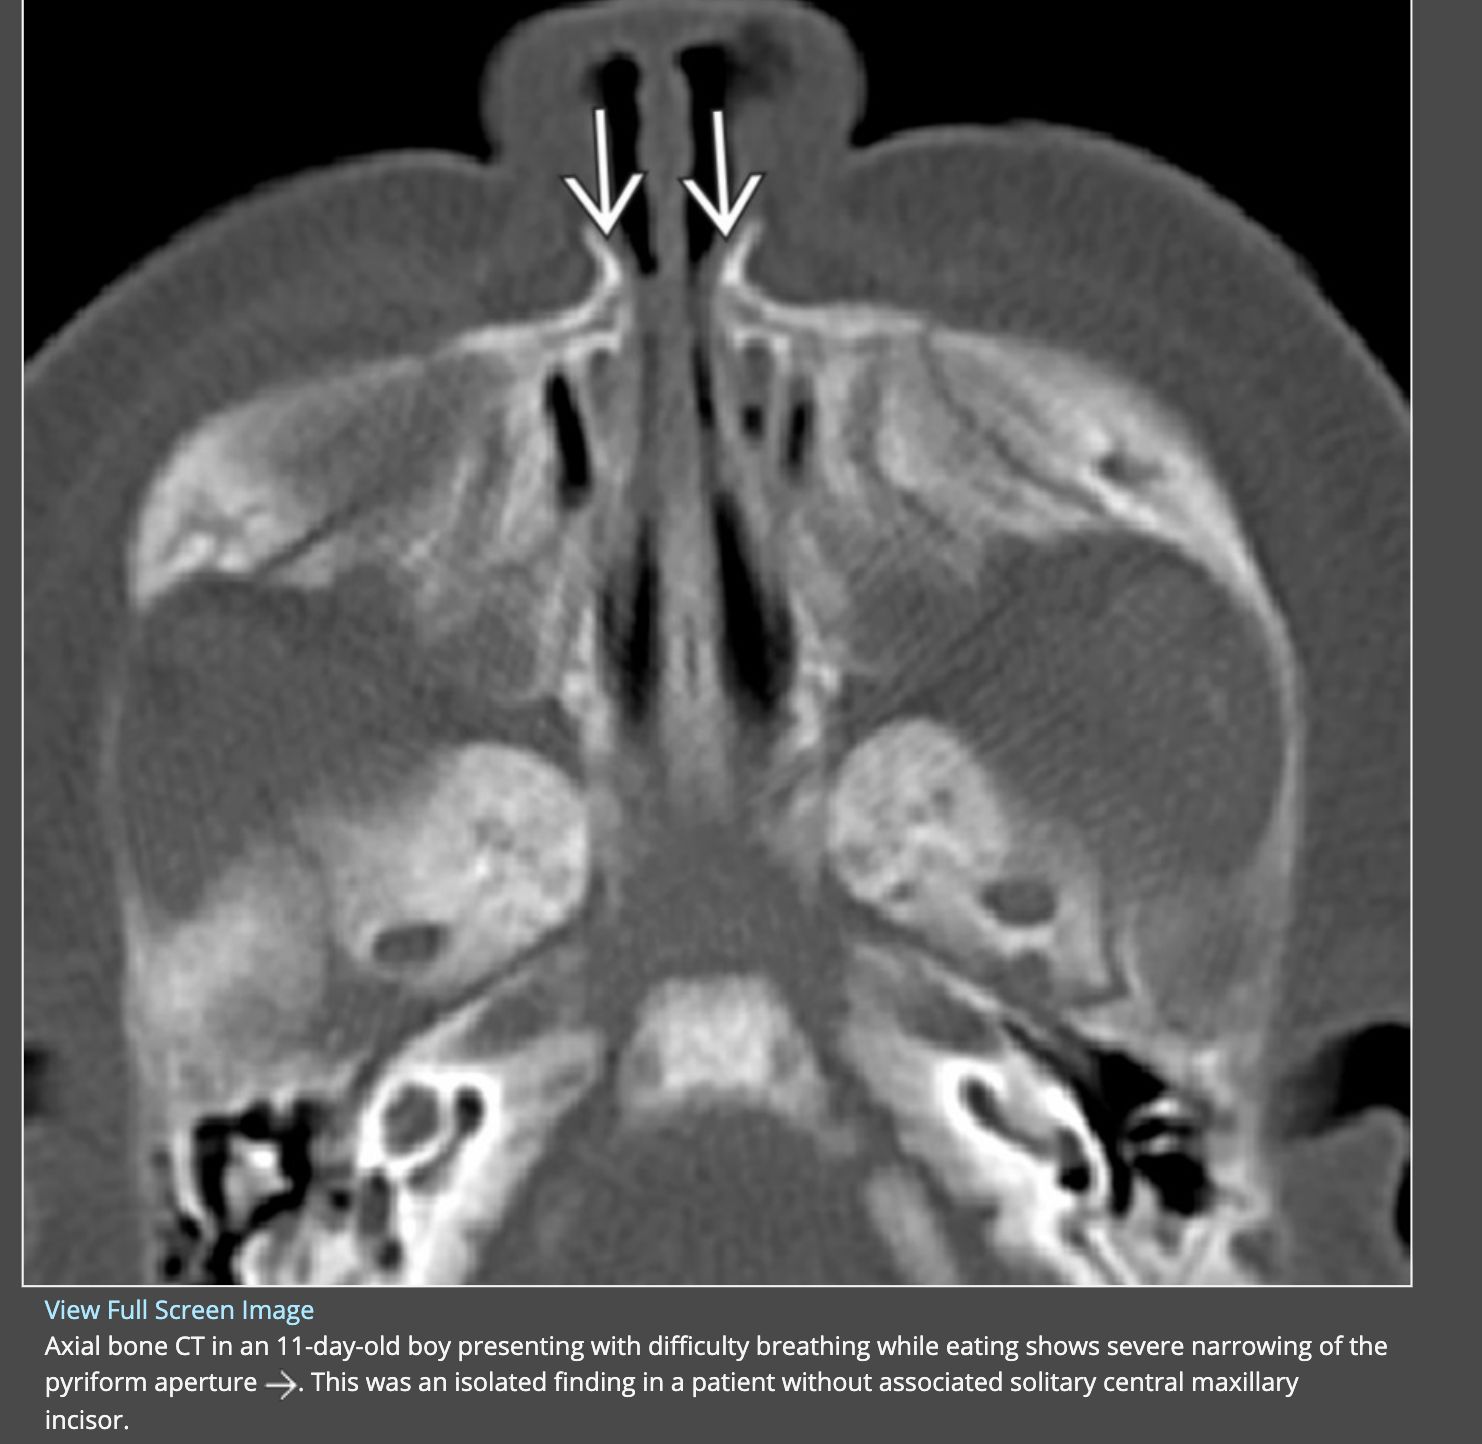 View Full Screen Image
Axial bone CT in an 11-day-old boy presenting with difficulty breathing while eating shows severe narrowing of the
pyriform aperture →. This was an isolated finding in a patient without associated solitary central maxillary
incisor.